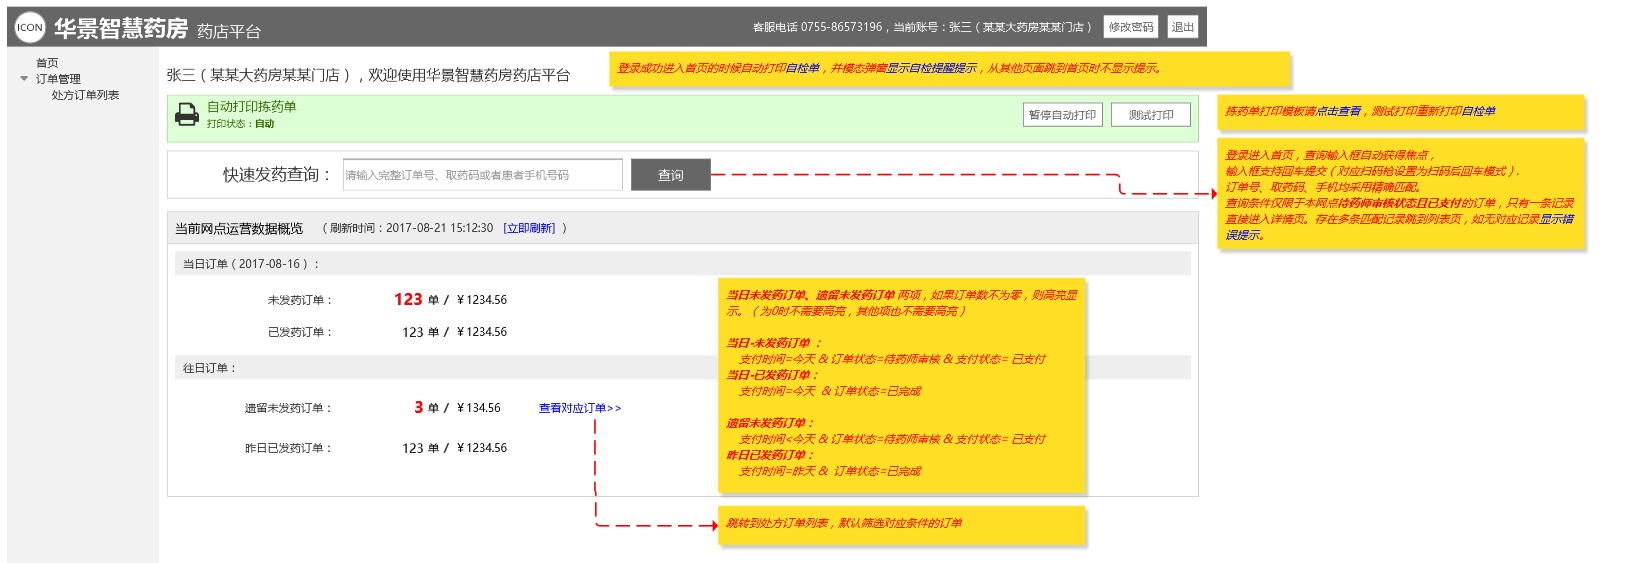 ICON 华景智慧药房 药店平台
客服电话 0755-86573196，当前账号：张三（某某大药房某某门店） 修改密码 退出
首页
订单管理
处方订单列表
张三（某某大药房某某门店），欢迎使用华景智慧药房药店平台
登录成功进入首页的时候自动打印自检单，并模态弹窗显示自检提醒提示，从其他页面跳到首页时不显示提示。
自动打印拣药单
打印状态：自动
暂停自动打印 测试打印
拣药单打印模板请点击查看，测试打印重新打印自检单
快速发药查询： 请输入完整订单号、取药码或者患者手机号码 查询
登录进入首页，查询输入框自动获得焦点，
输入框支持回车提交（对应扫码枪设置为扫码后回车模式）.
订单号、取药码、手机均采用精确匹配。
查询条件仅限于本网点待药师审核状态且已支付的订单，只有一条记录
直接进入详情页。存在多条匹配记录跳到列表页，如无对应记录显示错
误提示。
当前网点运营数据概览 （刷新时间：2017-08-21 15:12:30 [立即刷新] ）
当日订单（2017-08-16）：
未发药订单： 123 单 / ￥1234.56
已发药订单： 123 单 / ￥1234.56
往日订单：
遗留未发药订单： 3 单 / ￥134.56 查看对应订单>>
昨日已发药订单： 123 单 / ￥1234.56
当日未发药订单、遗留未发药订单 两项，如果订单数不为零，则高亮显
示。（为0时不需要高亮，其他项也不需要高亮）
当日-未发药订单 ：
支付时间=今天 & 订单状态=待药师审核 & 支付状态= 已支付
当日-已发药订单：
支付时间=今天 & 订单状态=已完成
遗留未发药订单：
支付时间<今天 & 订单状态=待药师审核 & 支付状态= 已支付
昨日已发药订单：
支付时间=昨天 & 订单状态=已完成
跳转到处方订单列表，默认筛选对应条件的订单